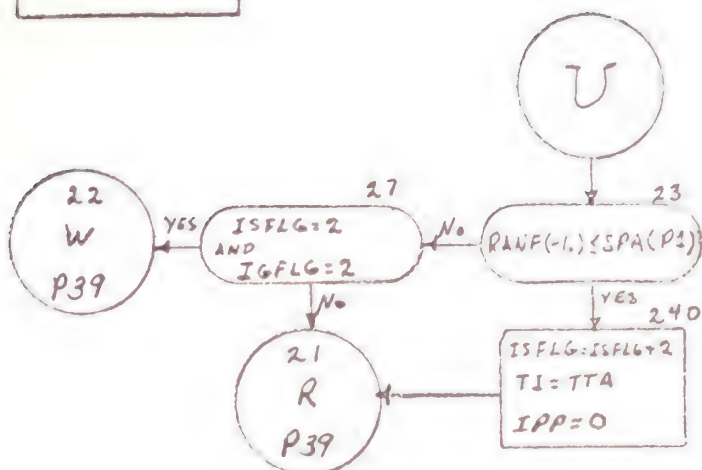 U
23
RANF(-1.)≤SPA(P1)
No
27
ISFLG=2
AND
IGFLG=2
YES
22
W
P39
YES
240
ISFLG=ISFLG+2
TI=TTA
IPP=0
No
21
R
P39